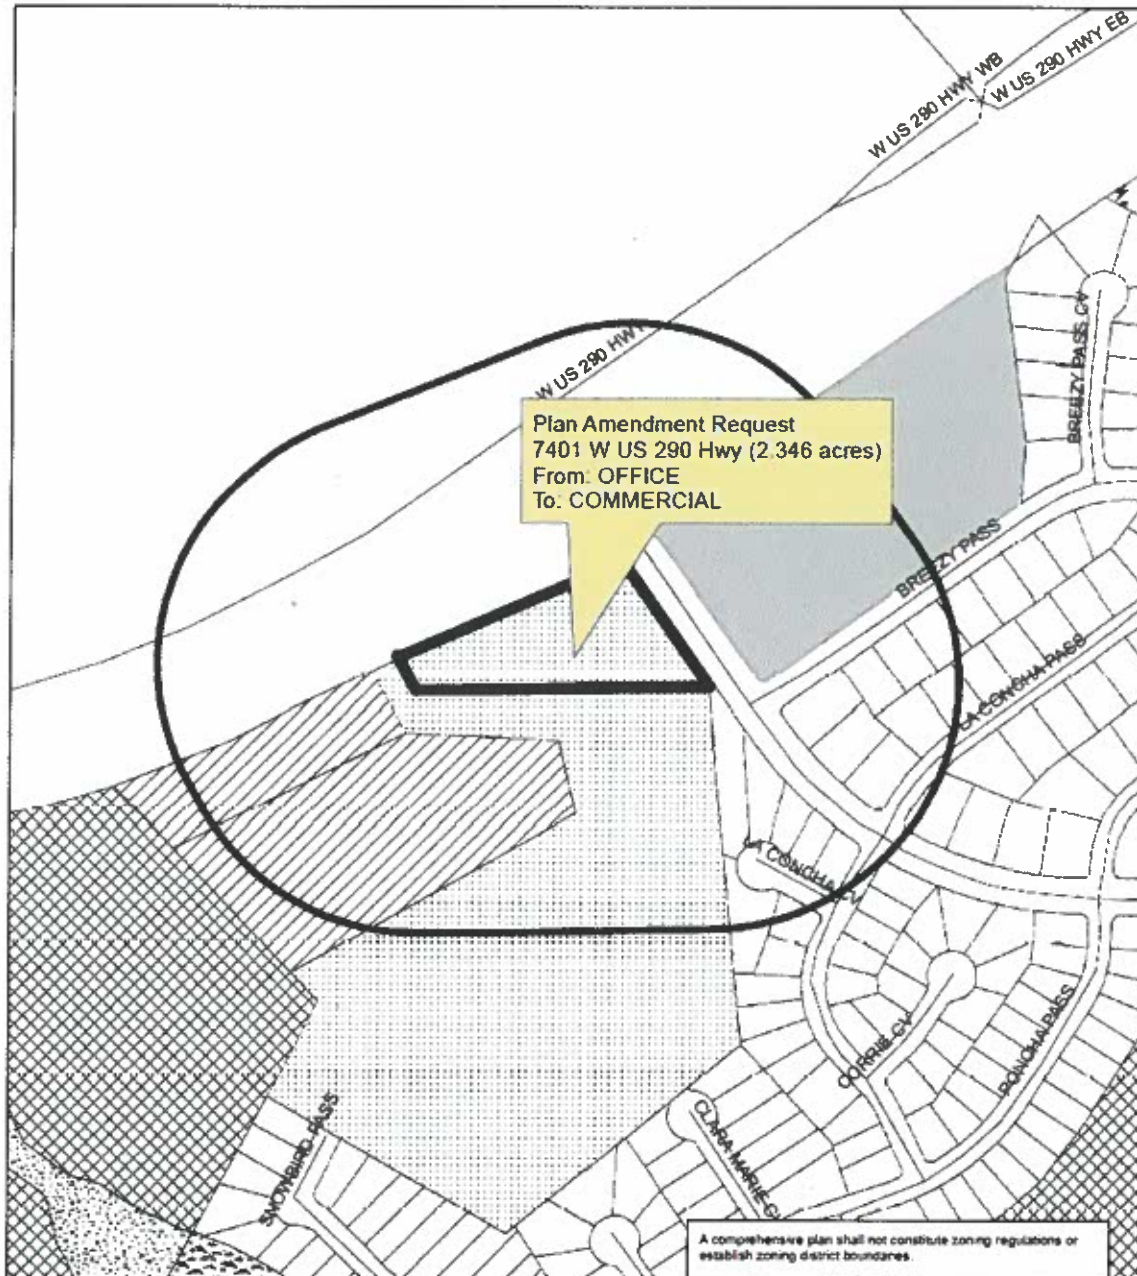 W US 290 HWY WB
W US 290 HWY EB
W US 290 HWY
Plan Amendment Request
7401 W US 290 Hwy (2.346 acres)
From: OFFICE
To: COMMERCIAL
BREEZY PASS CV
BREEZY PASS
LA CONCHA PASS
LA CONCHA CV
CORRIE CV
PONCHA PASS
CLARA MARIE C
SNOWBIRD PASS
A comprehensive plan shall not constitute zoning regulations or
establish zoning district boundaries.